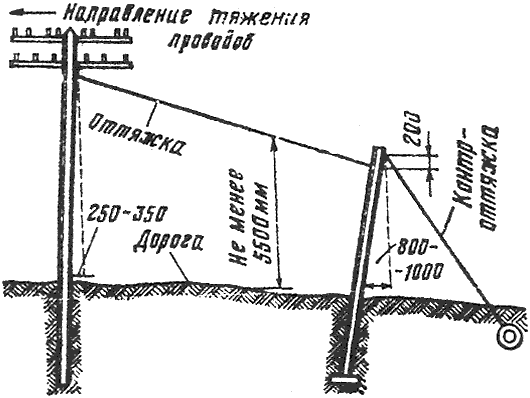 Направление тяжения
проводов
Оттяжка
250-350
Дорога
Не менее
5500мм
200
800-
-1000
Контр-
оттяжка